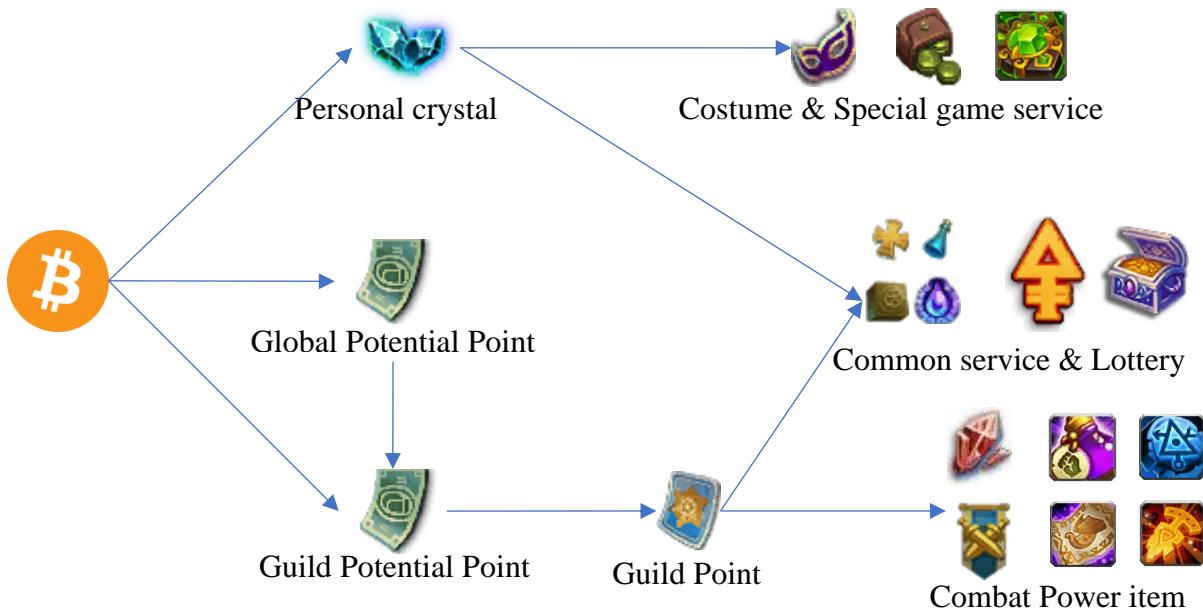 Personal crystal
Costume & Special game service
Global Potential Point
Common service & Lottery
Guild Potential Point
Guild Point
Combat Power item